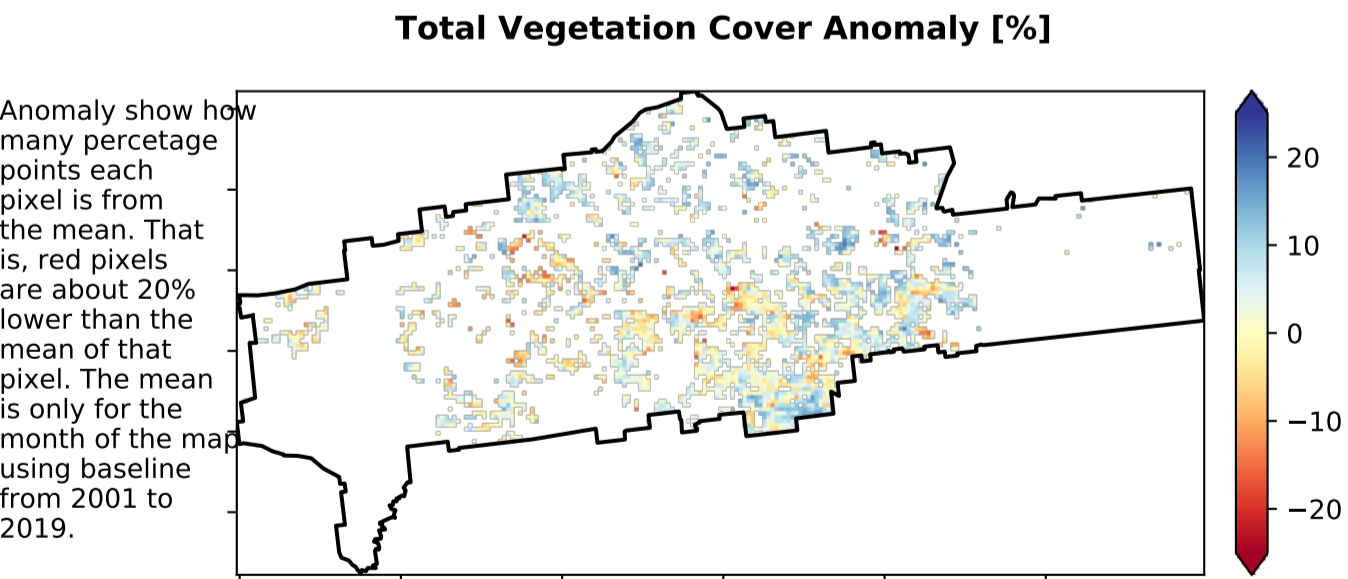 Total Vegetation Cover Anomaly [%]
Anomaly show how
many percetage
points each
pixel is from
the mean. That
is, red pixels
are about 20%
lower than the
mean of that
pixel. The mean
is only for the
month of the map
using baseline
from 2001 to
2019.
20
10
0
−10
−20